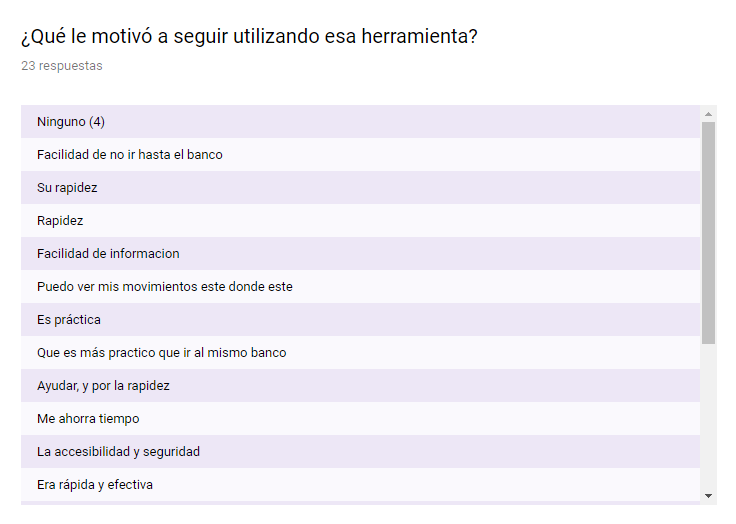 ¿Qué le motivó a seguir utilizando esa herramienta?
23 respuestas
Ninguno (4)
Facilidad de no ir hasta el banco
Su rapidez
Rapidez
Facilidad de informacion
Puedo ver mis movimientos este donde este
Es práctica
Que es más practico que ir al mismo banco
Ayudar, y por la rapidez
Me ahorra tiempo
La accesibilidad y seguridad
Era rápida y efectiva